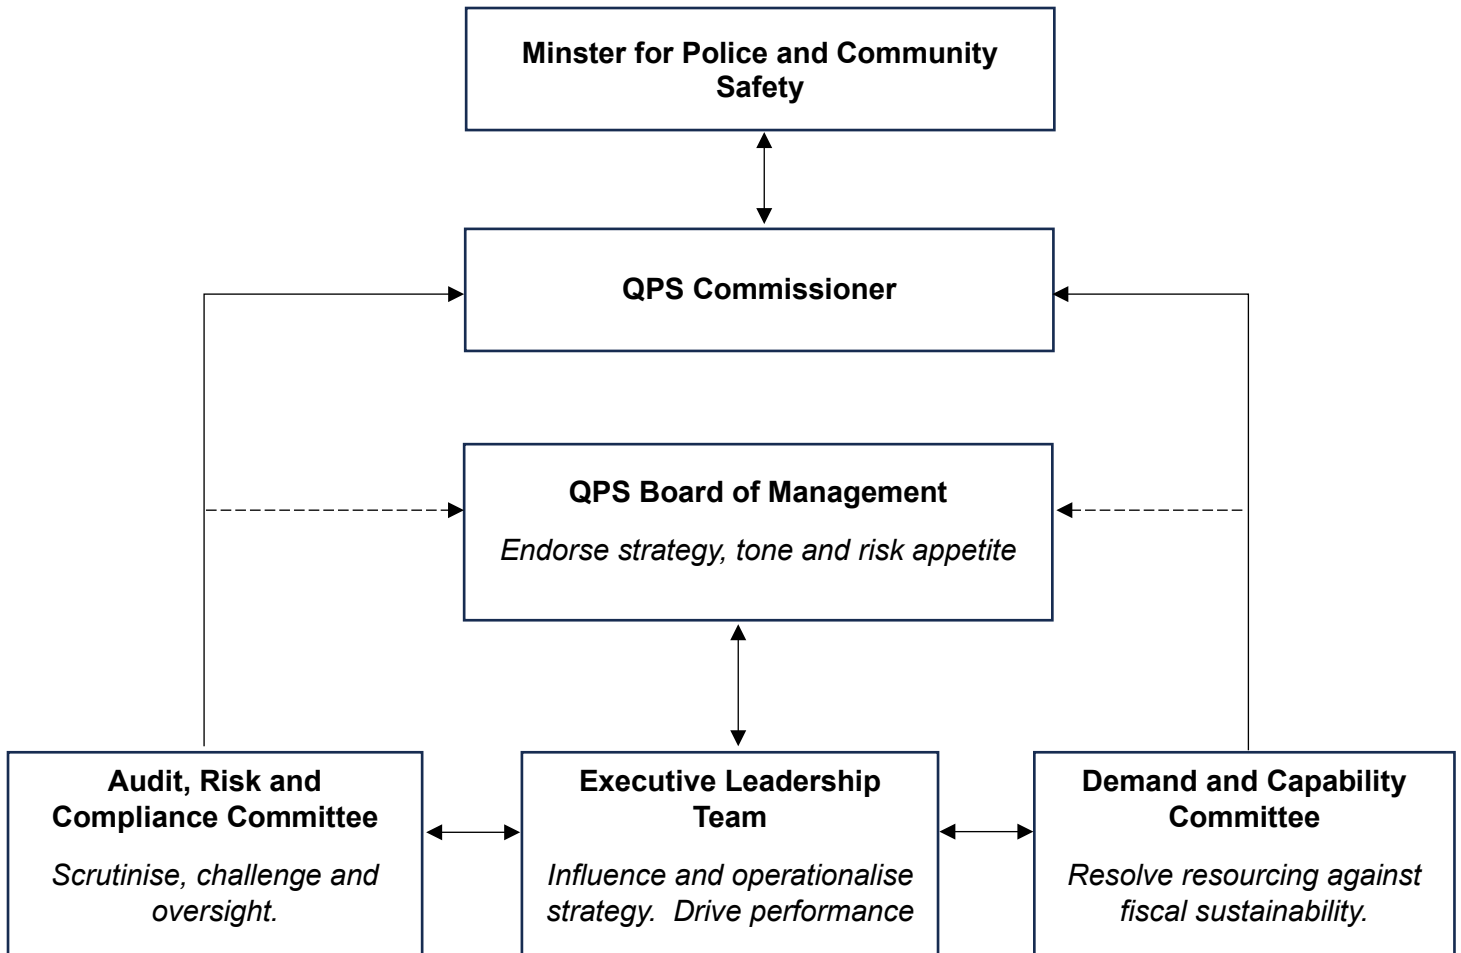 Minster for Police and Community
Safety
QPS Commissioner
QPS Board of Management
Endorse strategy, tone and risk appetite
Audit, Risk and
Compliance Committee
Scrutinise, challenge and
oversight.
Executive Leadership
Team
Influence and operationalise
strategy.  Drive performance
Demand and Capability
Committee
Resolve resourcing against
fiscal sustainability.